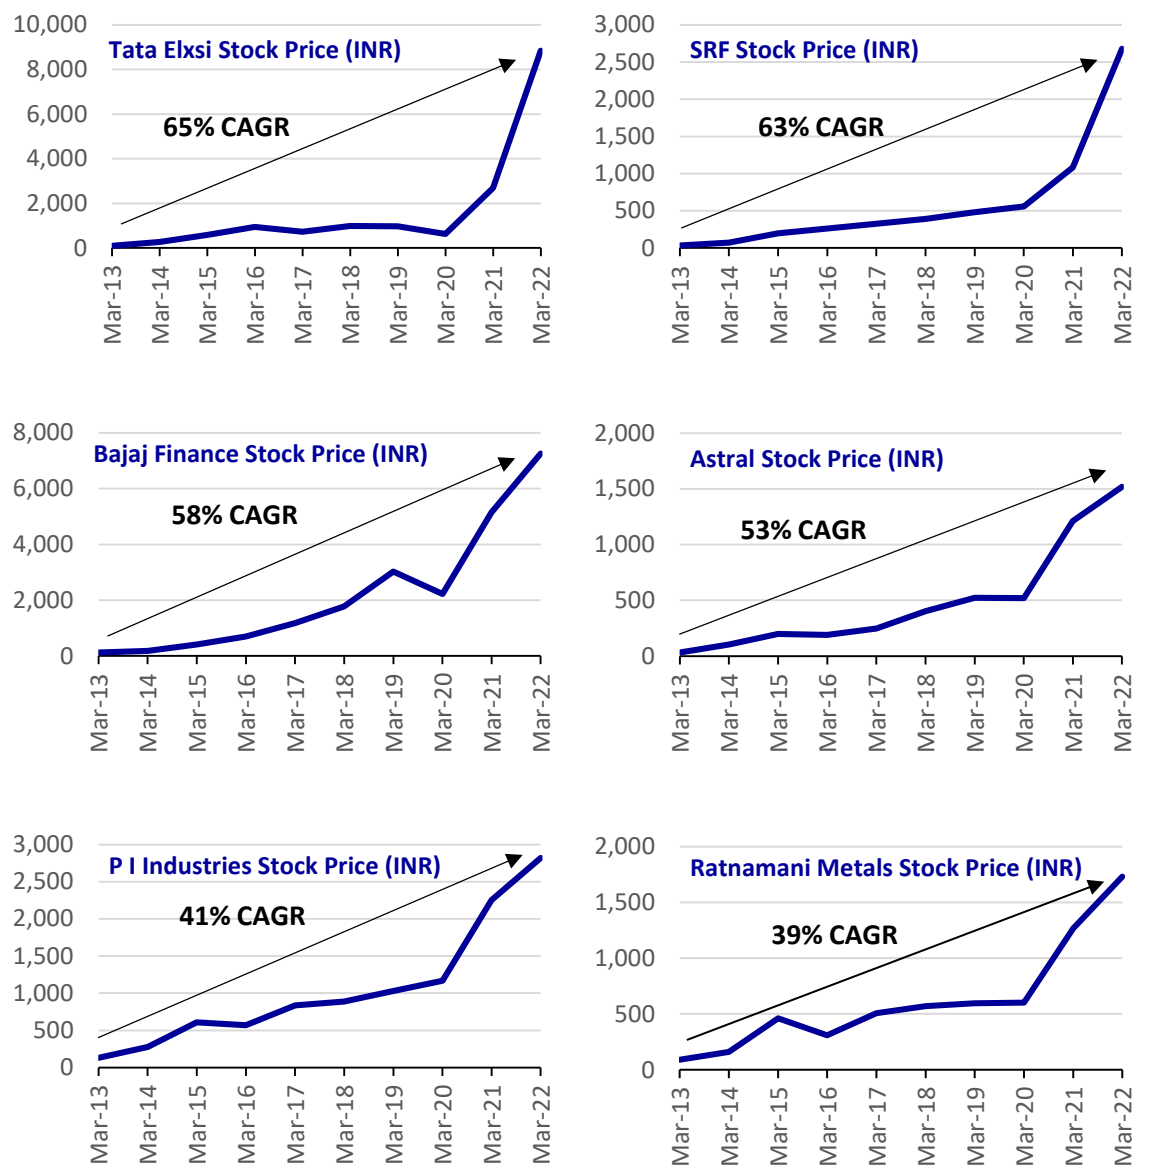 Tata Elxsi Stock Price (INR)
65% CAGR
10,000
8,000
6,000
4,000
2,000
0
Mar-13
Mar-14
Mar-15
Mar-16
Mar-17
Mar-18
Mar-19
Mar-20
Mar-21
Mar-22
SRF Stock Price (INR)
63% CAGR
3,000
2,500
2,000
1,500
1,000
500
0
Mar-13
Mar-14
Mar-15
Mar-16
Mar-17
Mar-18
Mar-19
Mar-20
Mar-21
Mar-22
Bajaj Finance Stock Price (INR)
58% CAGR
8,000
6,000
4,000
2,000
0
Mar-13
Mar-14
Mar-15
Mar-16
Mar-17
Mar-18
Mar-19
Mar-20
Mar-21
Mar-22
Astral Stock Price (INR)
53% CAGR
2,000
1,500
1,000
500
0
Mar-13
Mar-14
Mar-15
Mar-16
Mar-17
Mar-18
Mar-19
Mar-20
Mar-21
Mar-22
P I Industries Stock Price (INR)
41% CAGR
3,000
2,500
2,000
1,500
1,000
500
0
Mar-13
Mar-14
Mar-15
Mar-16
Mar-17
Mar-18
Mar-19
Mar-20
Mar-21
Mar-22
Ratnamani Metals Stock Price (INR)
39% CAGR
2,000
1,500
1,000
500
0
Mar-13
Mar-14
Mar-15
Mar-16
Mar-17
Mar-18
Mar-19
Mar-20
Mar-21
Mar-22